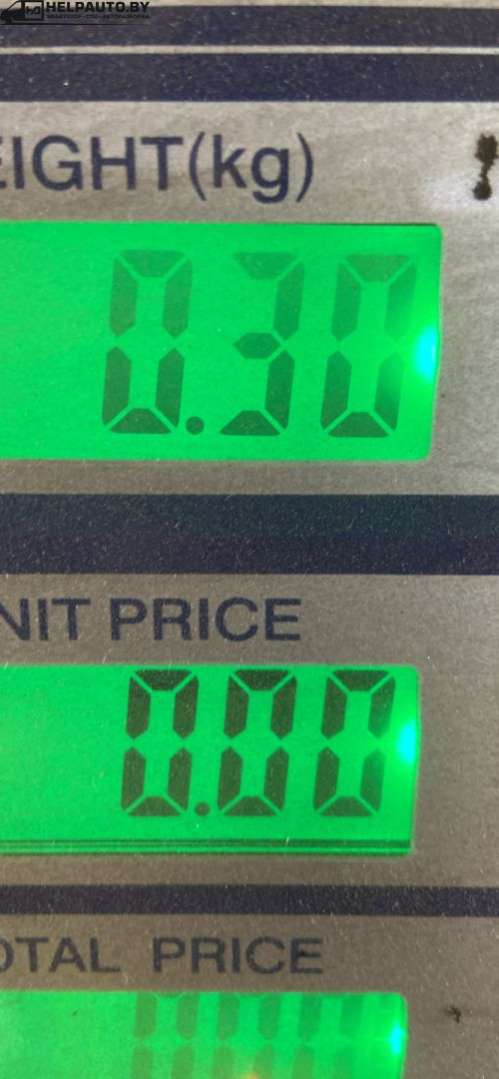 HELPAUTO.BY
EIGHT(kg)
0.30
NIT PRICE
0.00
OTAL PRICE